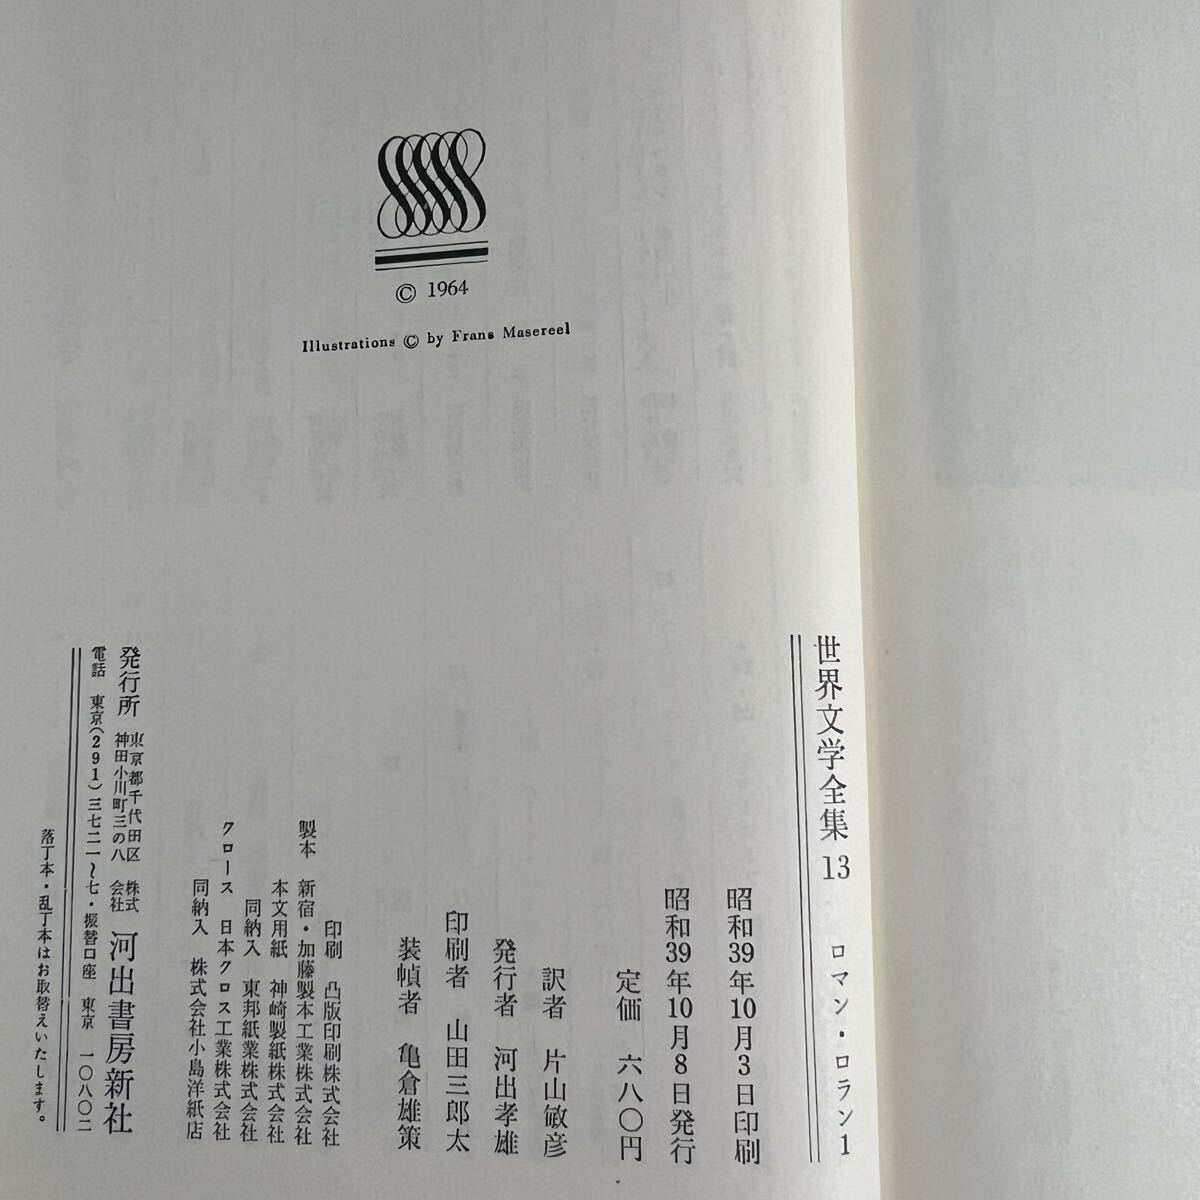 © 1964
Illustrations © by Frans Masereel
世界文学全集 13 ロマン・ロラン 1
昭和39年10月3日印刷
昭和39年10月8日発行
定価 六八〇円
訳者 片山敏彦
発行者 河出孝雄
印刷者 山田三郎太
装幀者 亀倉雄策
印刷 凸版印刷株式会社
製本 新宿・加藤製本工業株式会社
本文用紙 神崎製紙株式会社
同納入 東邦紙業株式会社
クロース 日本クロス工業株式会社
同納入 株式会社小島洋紙店
発行所 東京都千代田区神田小川町三の八 株式会社 河出書房新社
電話 東京(291)三七二一〜七・振替口座 東京 一〇八〇二
落丁本・乱丁本はお取替えいたします。